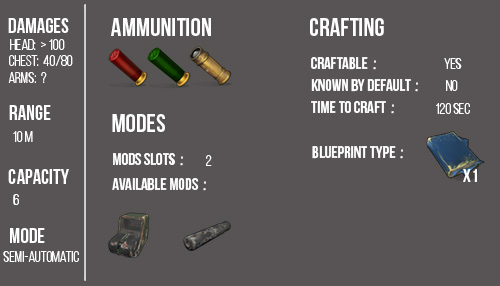 DAMAGES
HEAD: > 100
CHEST: 40/80
ARMS: ?
RANGE
10 M
CAPACITY
6
MODE
SEMI-AUTOMATIC
AMMUNITION
MODES
MODS SLOTS : 2
AVAILABLE MODS :
CRAFTING
CRAFTABLE : YES
KNOWN BY DEFAULT : NO
TIME TO CRAFT : 120 SEC
BLUEPRINT TYPE :
X1